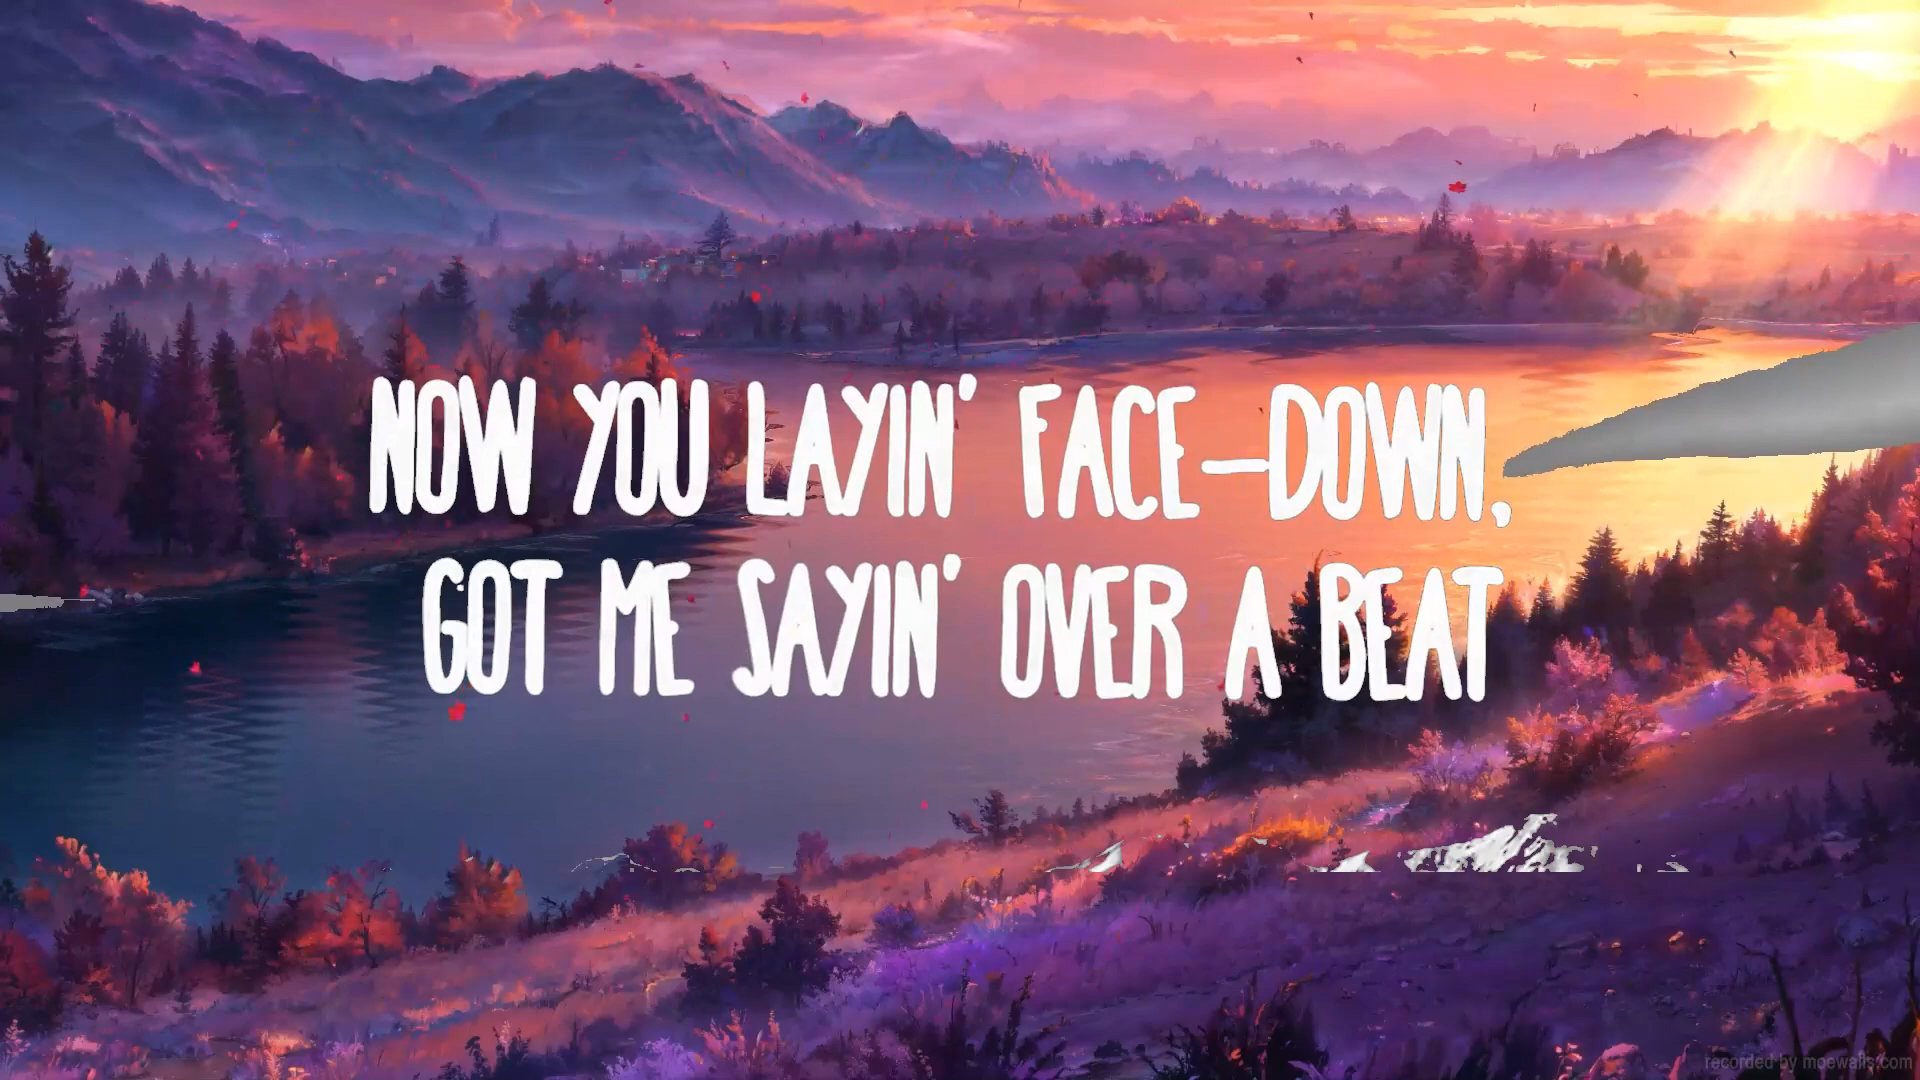 NOW YOU LAYIN' FACE-DOWN,
GOT ME SAYIN' OVER A BEAT
recorded by moewalls.com